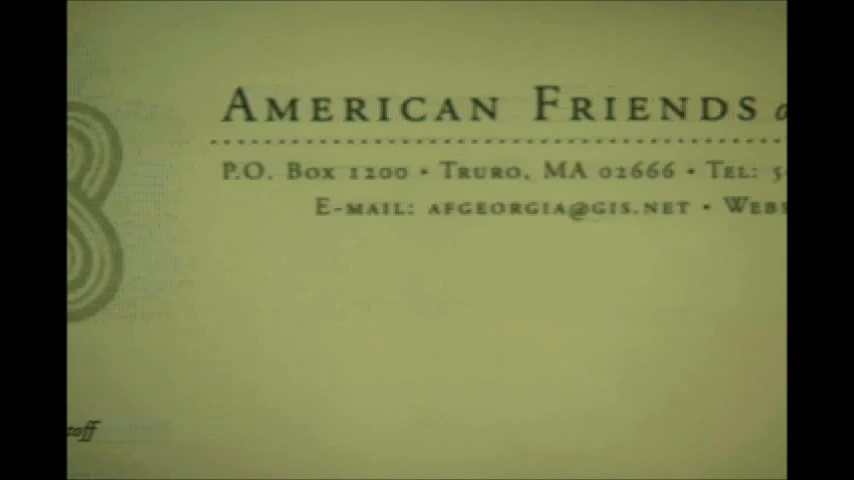 AMERICAN FRIENDS
P.O. BOX 1200 • TRURO, MA 02666 • TEL:
E-MAIL: AFGEORGIA@GIS.NET •